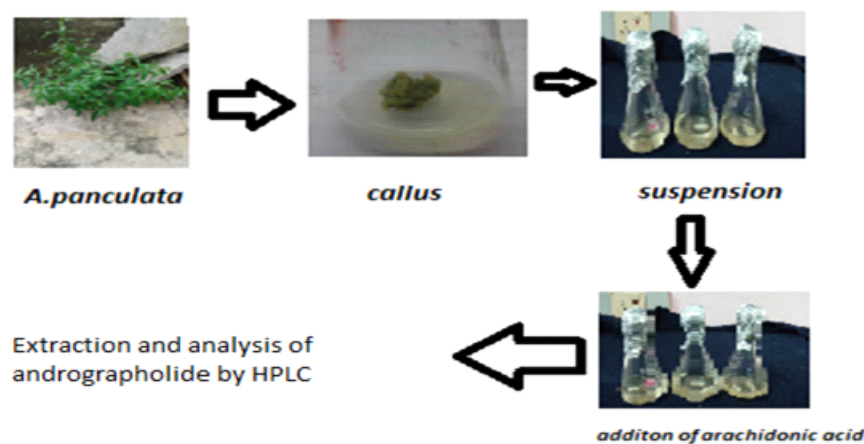 A.panculata
callus
suspension
additon of arachidonic acid
Extraction and analysis of
andrographolide by HPLC